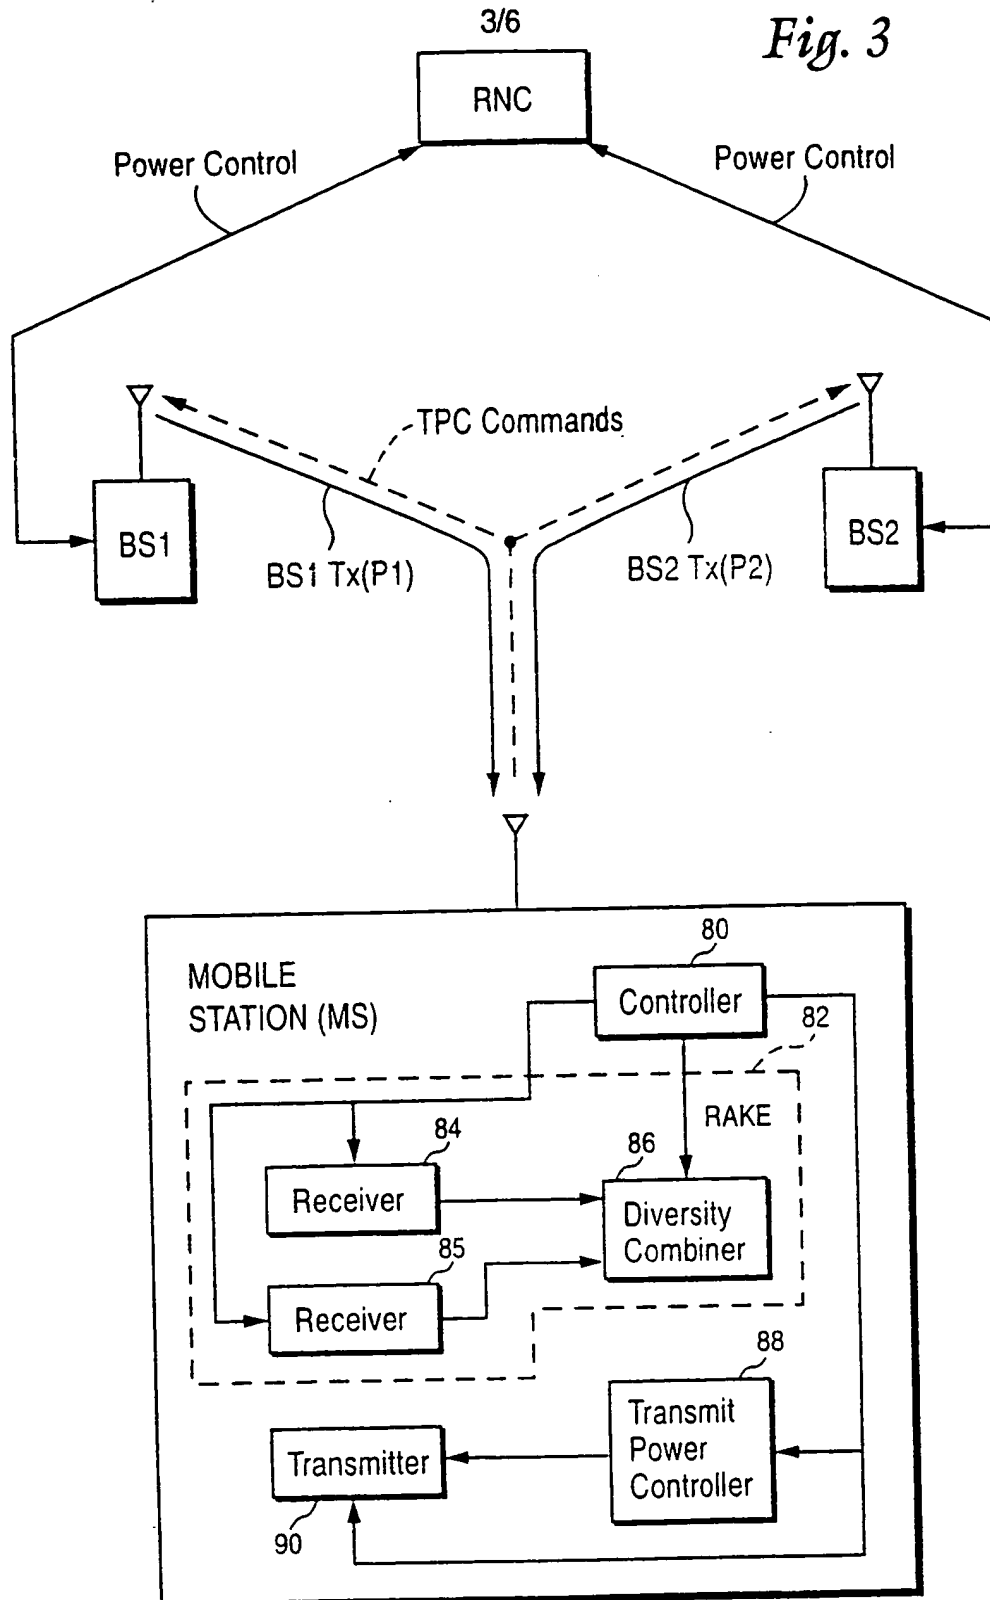 3/6
Fig. 3
RNC
Power Control
Power Control
TPC Commands
BS1
BS2
BS1 Tx(P1)
BS2 Tx(P2)
MOBILE
STATION (MS)
80
Controller
82
RAKE
84
Receiver
86
Diversity
Combiner
85
Receiver
88
Transmit
Power
Controller
Transmitter
90